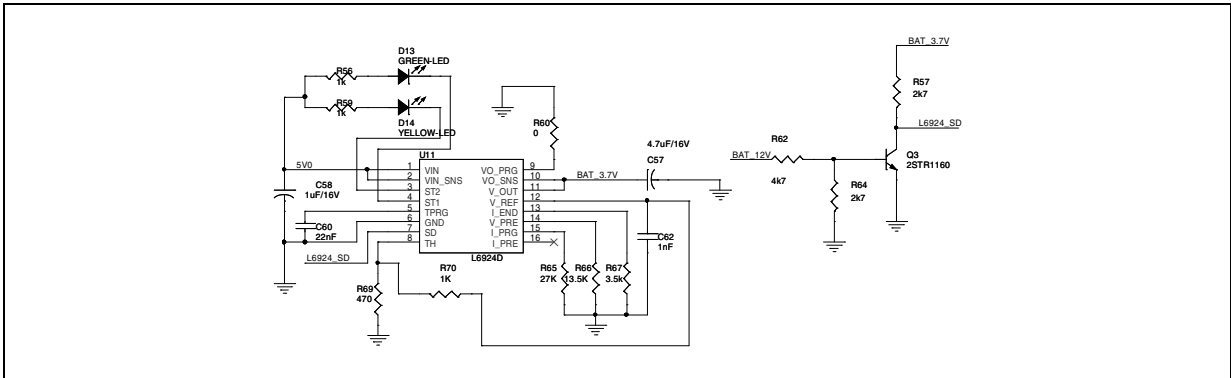 BAT_3.7V
D13
GREEN-LED
R56
1k
R57
2k7
R59
1k
D14
YELLOW-LED
R60
0
L6924_SD
4.7uF/16V
C57
R62
BAT_12V
4k7
Q3
2STR1160
R64
2k7
U11
5V0
1 VIN VO_PRG 9
2 VIN_SNS VO_SNS 10
3 ST2 V_OUT 11
4 ST1 V_REF 12
5 TPRG I_END 13
6 GND V_PRE 14
7 SD I_PRG 15
8 TH I_PRE 16
L6924D
BAT_3.7V
C58
1uF/16V
C60
22nF
L6924_SD
C62
1nF
R70
1K
R69
470
R65
27K
R66
13.5K
R67
3.5k